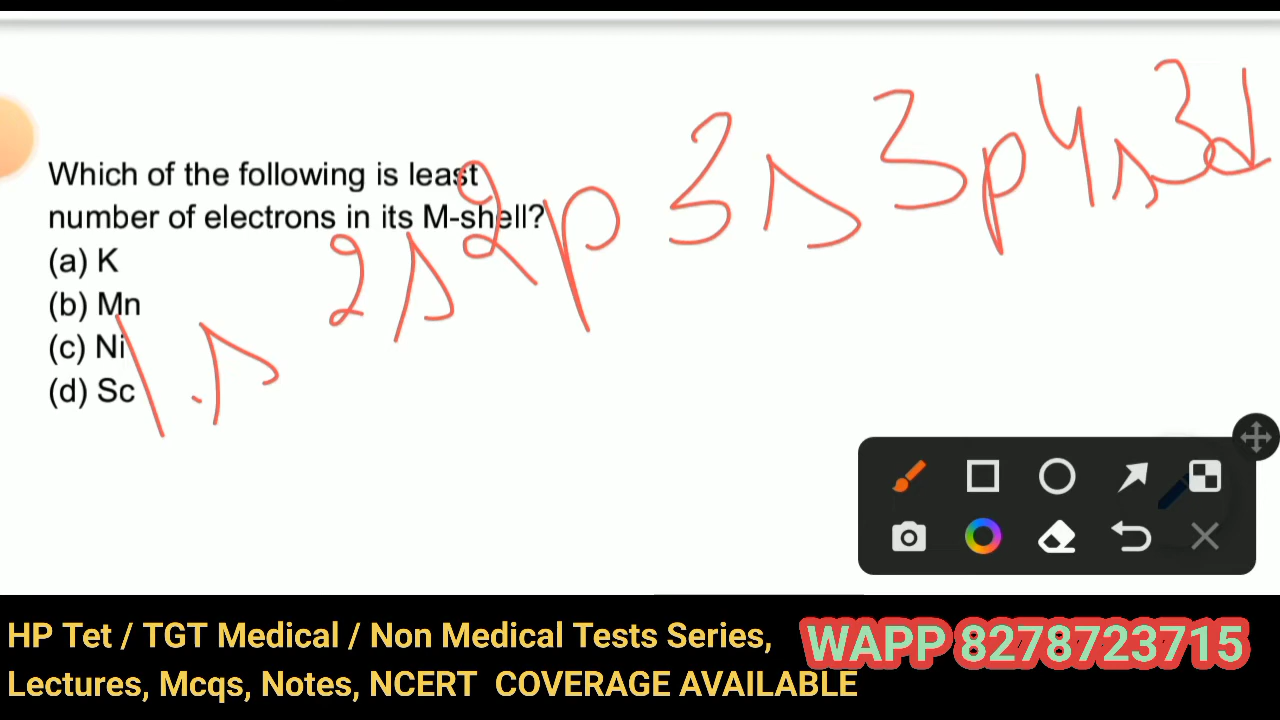 Which of the following is least
number of electrons in its M-shell?
(a) K
(b) Mn
(c) Ni
(d) Sc
1s 2s 2p 3s 3p 4s 3d
HP Tet / TGT Medical / Non Medical Tests Series,
Lectures, Mcqs, Notes, NCERT COVERAGE AVAILABLE
WAPP 8278723715